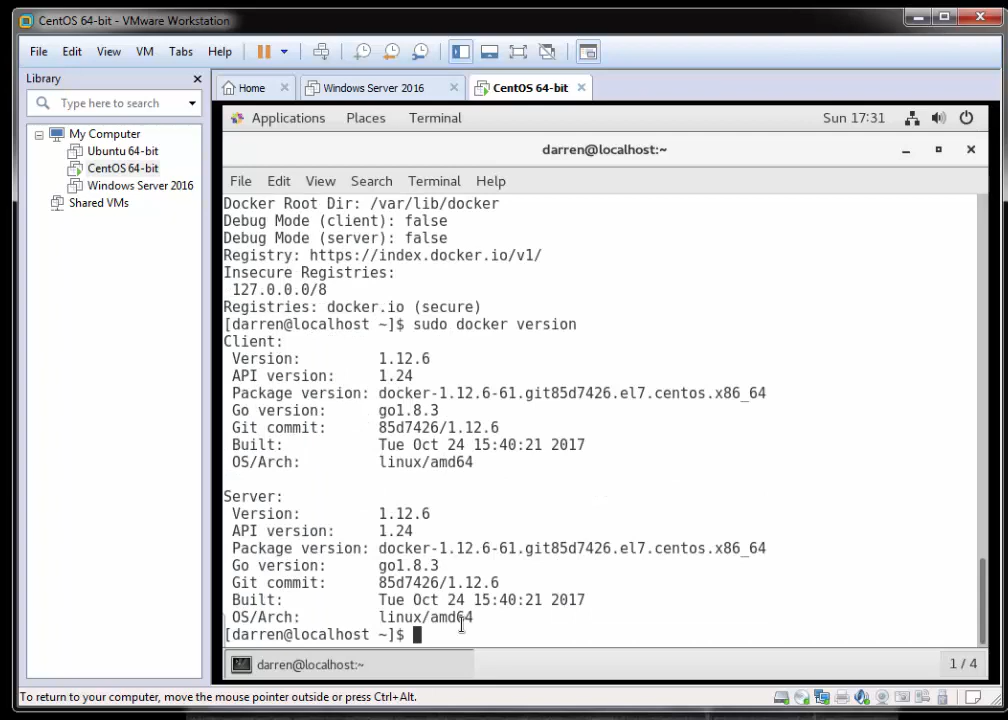 CentOS 64-bit - VMware Workstation
File Edit View VM Tabs Help
Library
Type here to search
My Computer
Ubuntu 64-bit
CentOS 64-bit
Windows Server 2016
Shared VMs
Home
Windows Server 2016
CentOS 64-bit
Applications Places Terminal
Sun 17:31
darren@localhost:~
File Edit View Search Terminal Help
Docker Root Dir: /var/lib/docker
Debug Mode (client): false
Debug Mode (server): false
Registry: https://index.docker.io/v1/
Insecure Registries:
127.0.0.0/8
Registries: docker.io (secure)
[darren@localhost ~]$ sudo docker version
Client:
Version: 1.12.6
API version: 1.24
Package version: docker-1.12.6-61.git85d7426.el7.centos.x86_64
Go version: go1.8.3
Git commit: 85d7426/1.12.6
Built: Tue Oct 24 15:40:21 2017
OS/Arch: linux/amd64
Server:
Version: 1.12.6
API version: 1.24
Package version: docker-1.12.6-61.git85d7426.el7.centos.x86_64
Go version: go1.8.3
Git commit: 85d7426/1.12.6
Built: Tue Oct 24 15:40:21 2017
OS/Arch: linux/amd64
[darren@localhost ~]$
darren@localhost:~
1 / 4
To return to your computer, move the mouse pointer outside or press Ctrl+Alt.